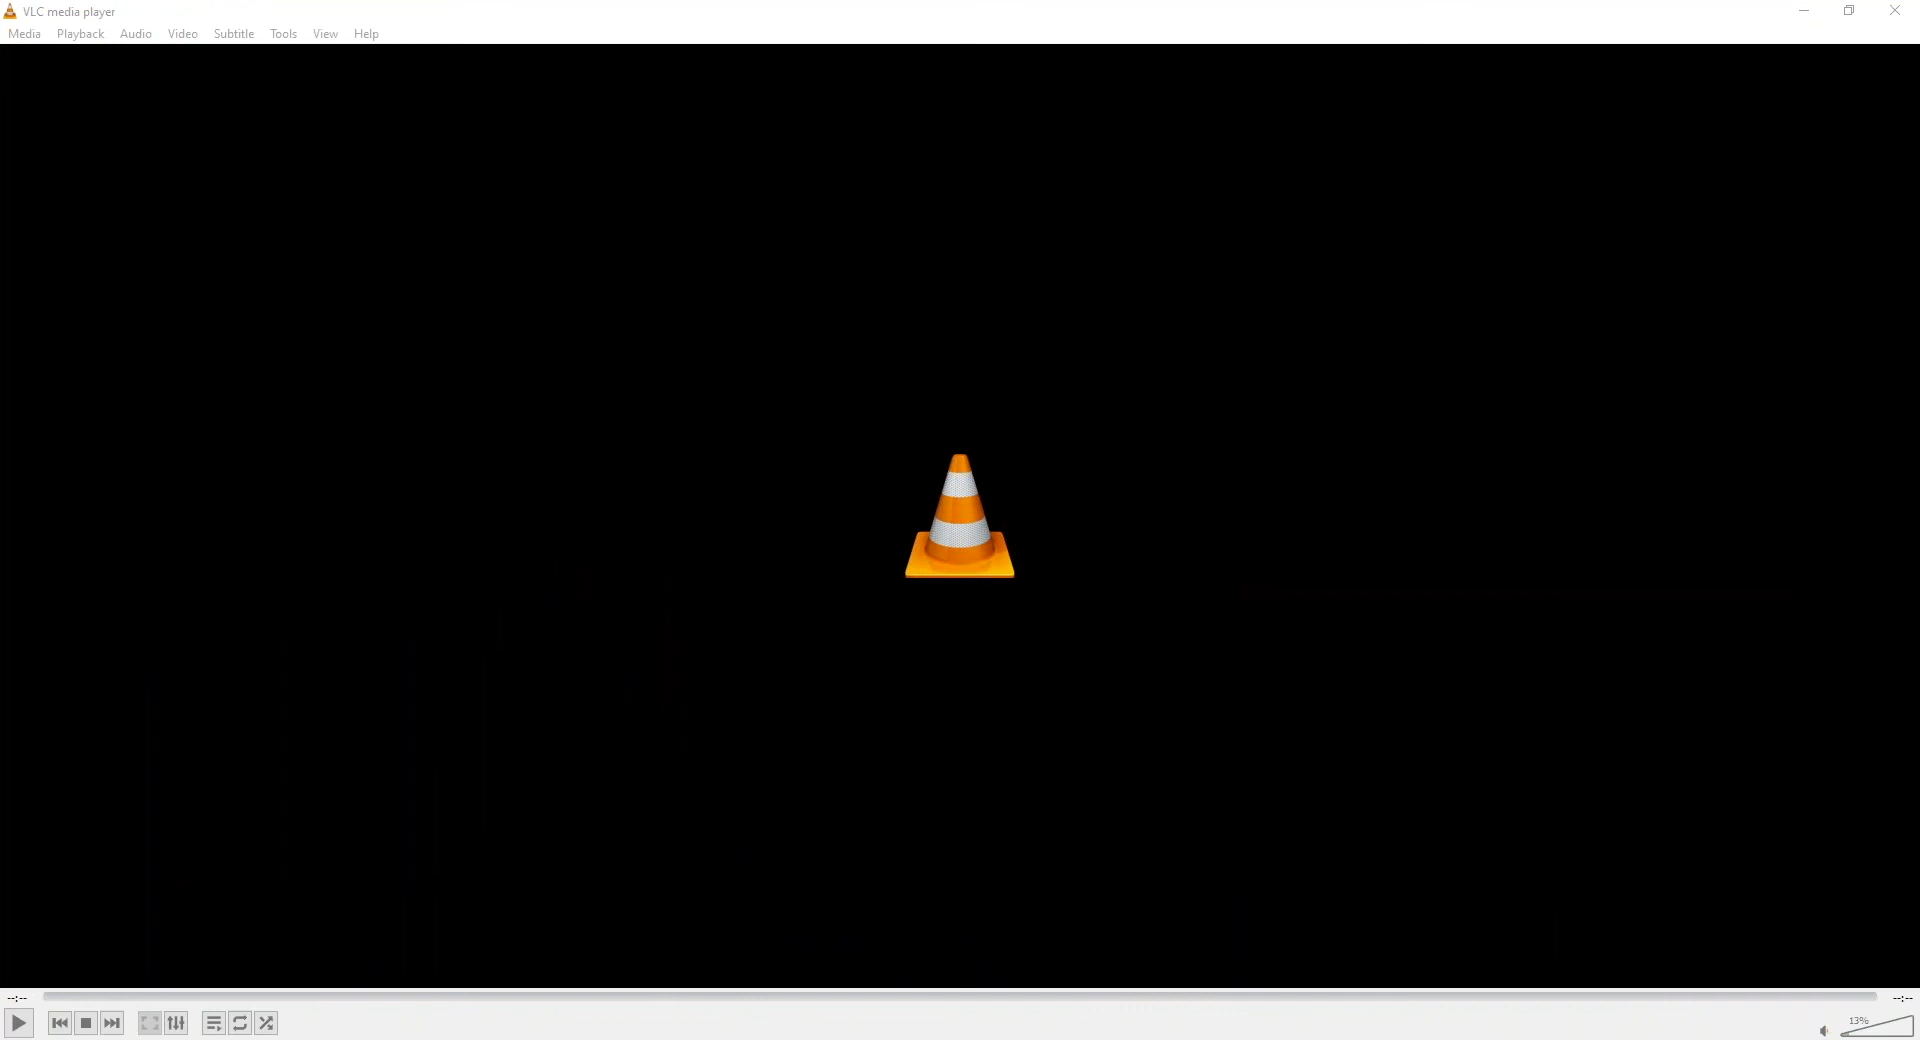 VLC media player
Media Playback Audio Video Subtitle Tools View Help
--:-- --:--
13%